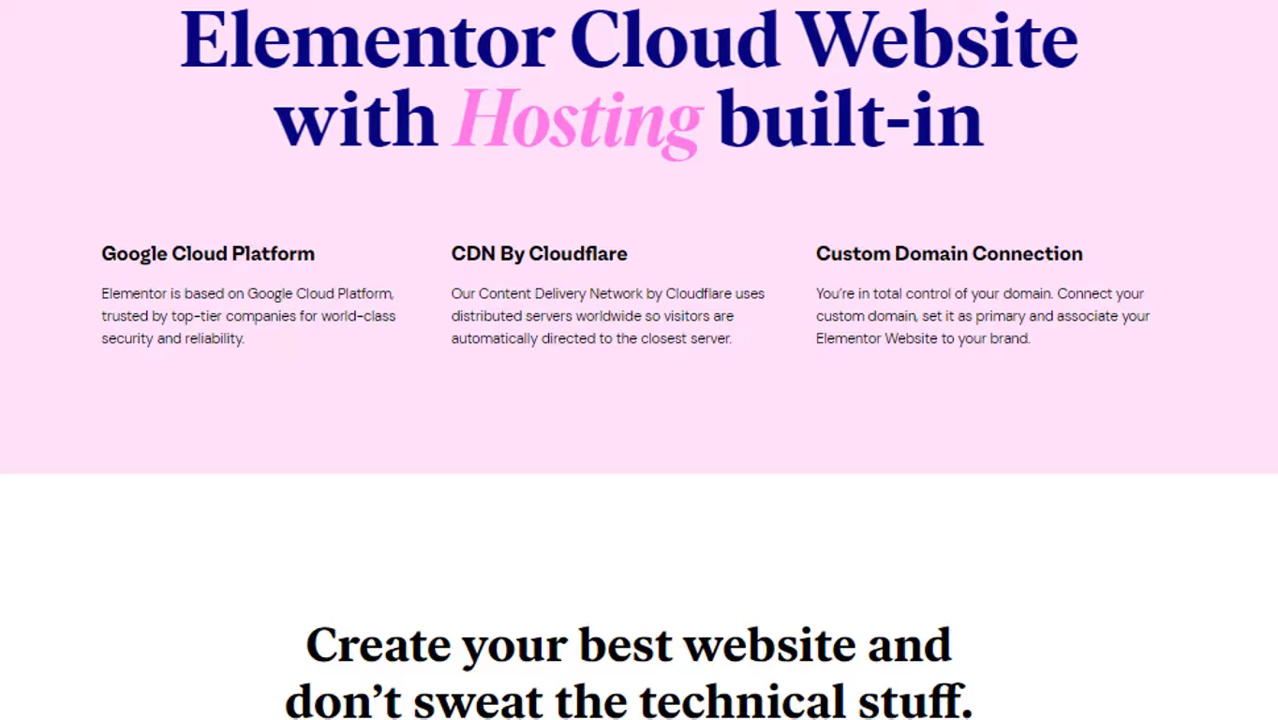 Elementor Cloud Website
with Hosting built-in
Google Cloud Platform
Elementor is based on Google Cloud Platform,
trusted by top-tier companies for world-class
security and reliability.
CDN By Cloudflare
Our Content Delivery Network by Cloudflare uses
distributed servers worldwide so visitors are
automatically directed to the closest server.
Custom Domain Connection
You're in total control of your domain. Connect your
custom domain, set it as primary and associate your
Elementor Website to your brand.
Create your best website and
don't sweat the technical stuff.